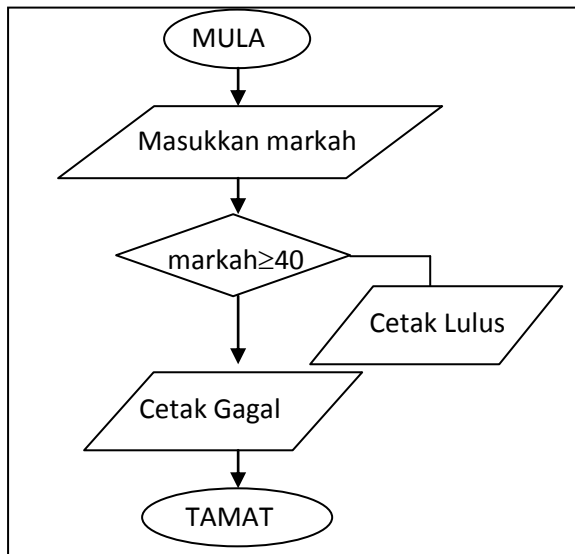 MULA
Masukkan markah
markah≥40
Cetak Lulus
Cetak Gagal
TAMAT